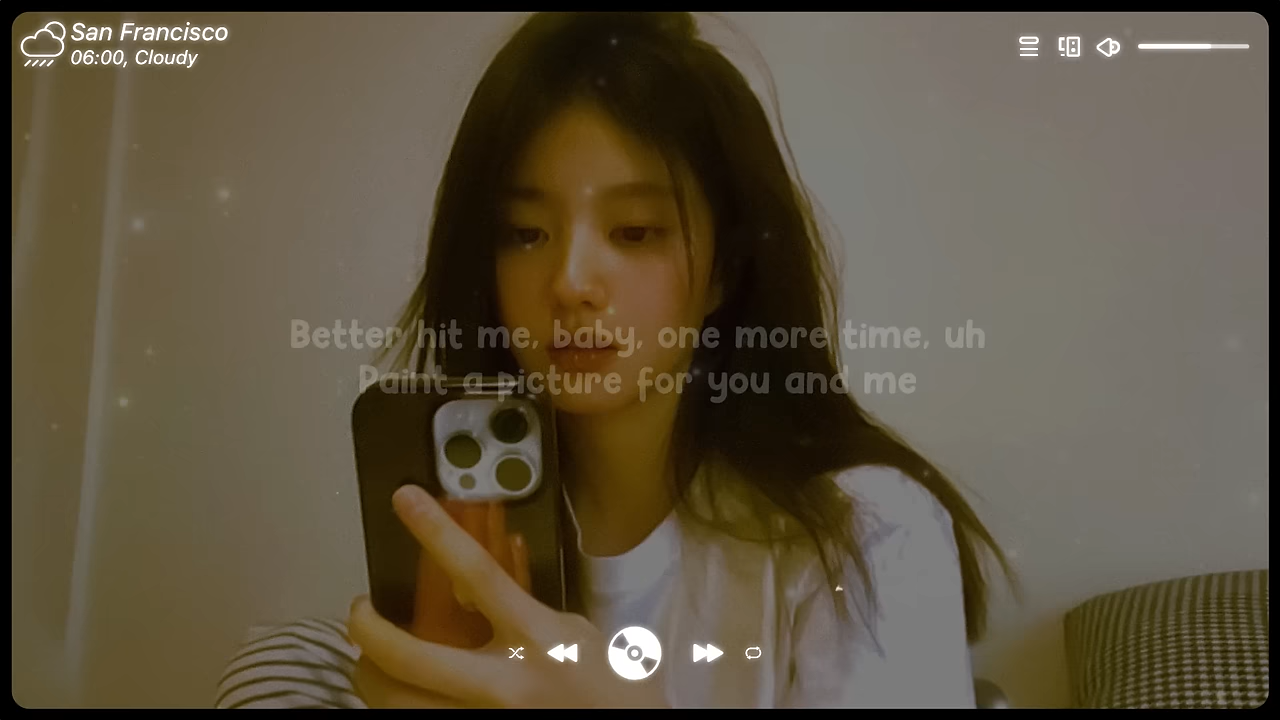 San Francisco
06:00, Cloudy
Better hit me, baby, one more time, uh
Paint a picture for you and me